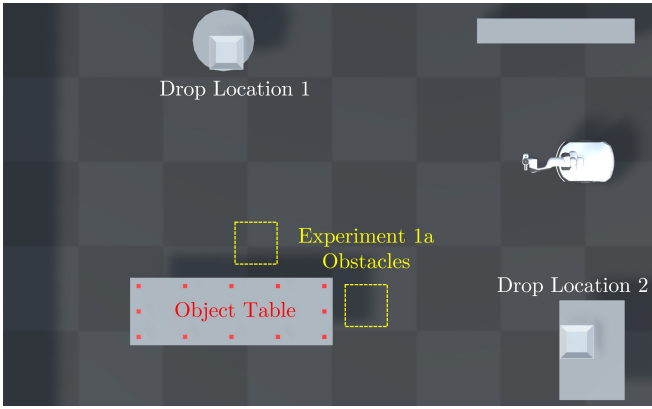 Drop Location 1
Experiment 1a
Obstacles
Drop Location 2
Object Table